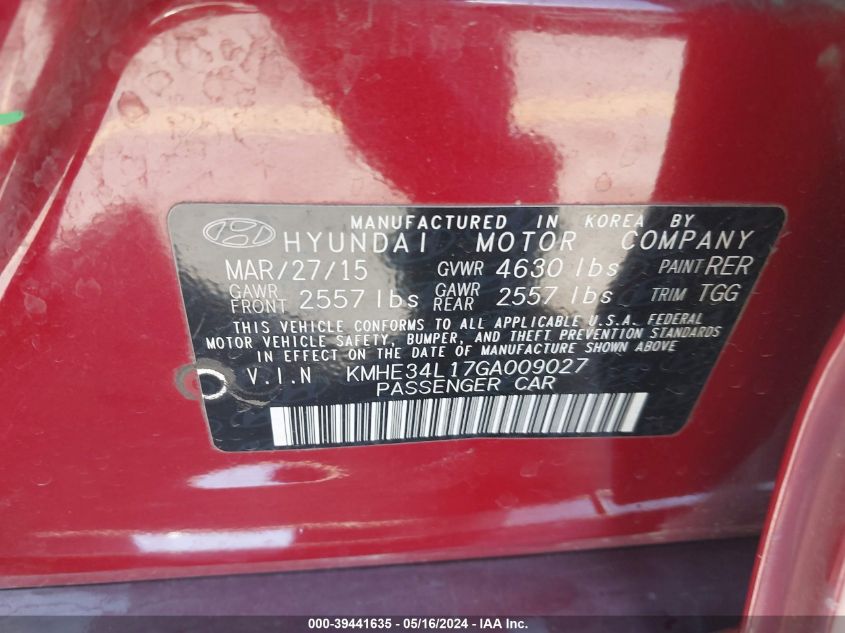 MANUFACTURED IN KOREA BY
HYUNDAI MOTOR COMPANY
MAR/27/15 GVWR 4630 lbs PAINT RER
GAWR FRONT 2557 lbs GAWR REAR 2557 lbs TRIM TGG
THIS VEHICLE CONFORMS TO ALL APPLICABLE U.S.A. FEDERAL
MOTOR VEHICLE SAFETY, BUMPER, AND THEFT PREVENTION STANDARDS
IN EFFECT ON THE DATE OF MANUFACTURE SHOWN ABOVE
V.I.N KMHE34L17GA009027
PASSENGER CAR
000-39441635 - 05/16/2024 - IAA Inc.